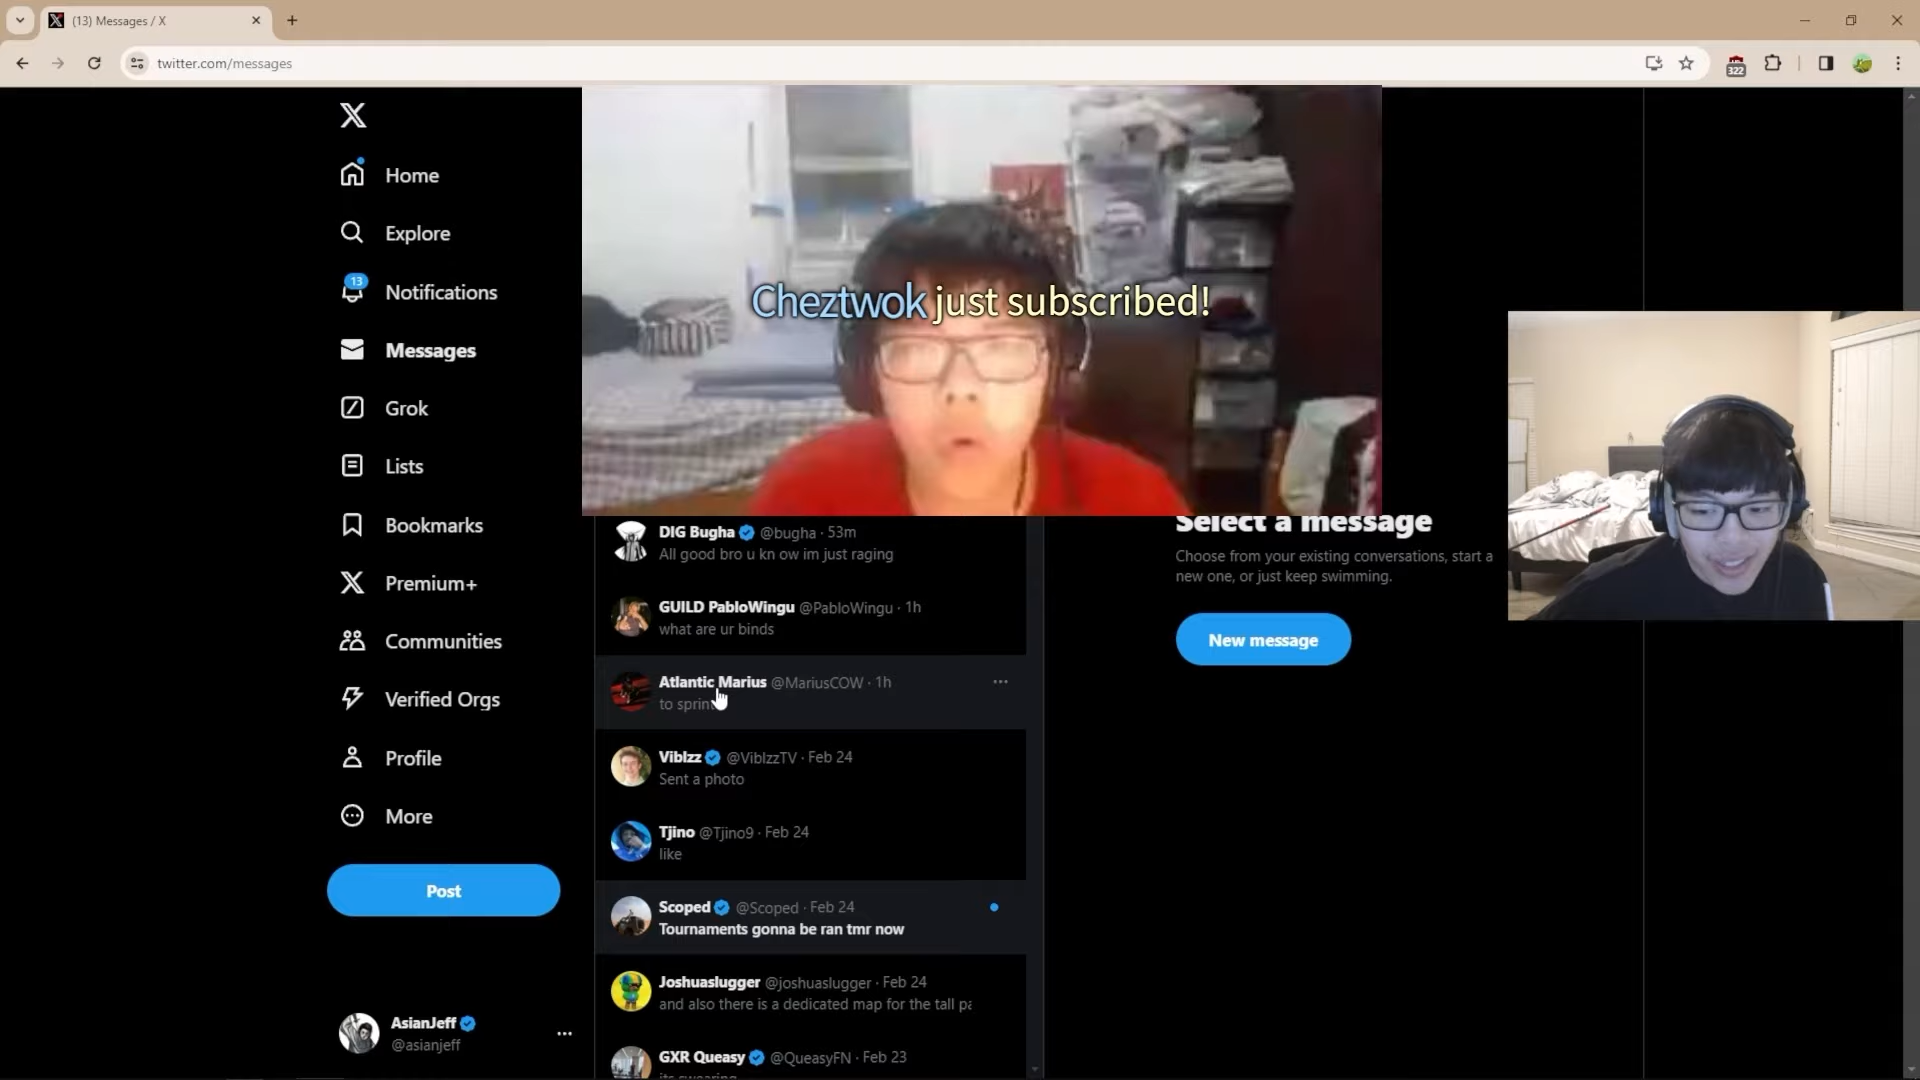 (13) Messages / X
twitter.com/messages
322
Home
Explore
13
Notifications
Messages
Grok
Lists
Bookmarks
Premium+
Communities
Verified Orgs
Profile
More
Post
AsianJeff
@asianjeff
Cheztwok just subscribed!
DIG Bugha @bugha · 53m
All good bro u kn ow im just raging
GUILD PabloWingu @PabloWingu · 1h
what are ur binds
Atlantic Marius @MariusCOW · 1h
to sprin
Viblzz @ViblzzTV · Feb 24
Sent a photo
Tjino @Tjino9 · Feb 24
like
Scoped @Scoped · Feb 24
Tournaments gonna be ran tmr now
Joshuaslugger @joshuaslugger · Feb 24
and also there is a dedicated map for the tall pa
GXR Queasy @QueasyFN · Feb 23
its swearing
Select a message
Choose from your existing conversations, start a
new one, or just keep swimming.
New message